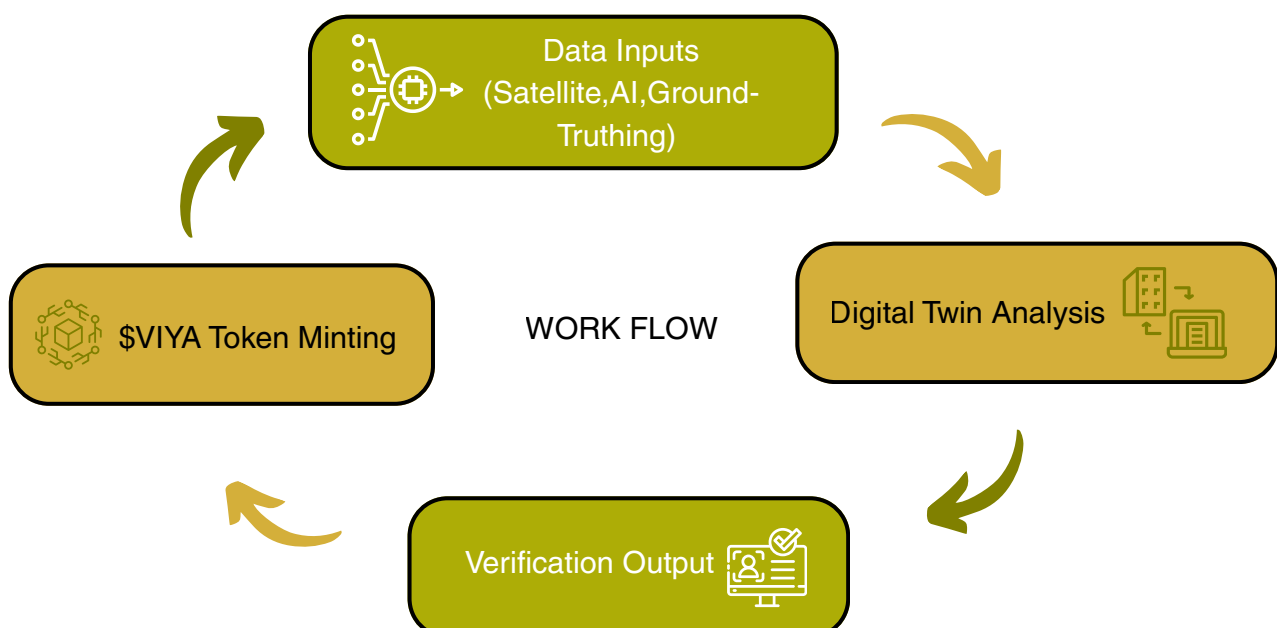 Data Inputs
(Satellite,AI,Ground-
Truthing)
$VIYA Token Minting
WORK FLOW
Digital Twin Analysis
Verification Output